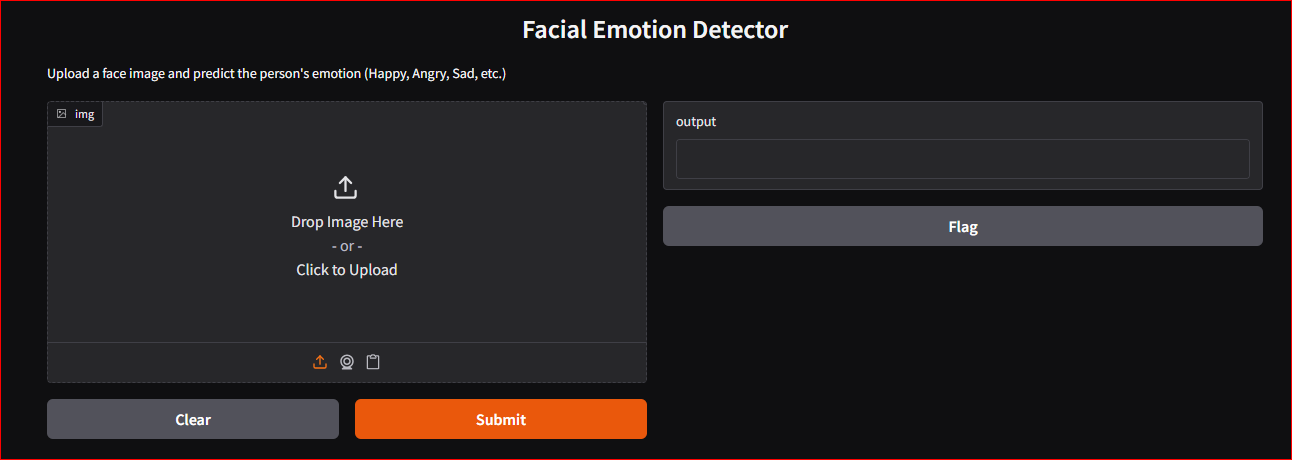 Facial Emotion Detector
Upload a face image and predict the person's emotion (Happy, Angry, Sad, etc.)
img
Drop Image Here
- or -
Click to Upload
Clear
Submit
output
Flag